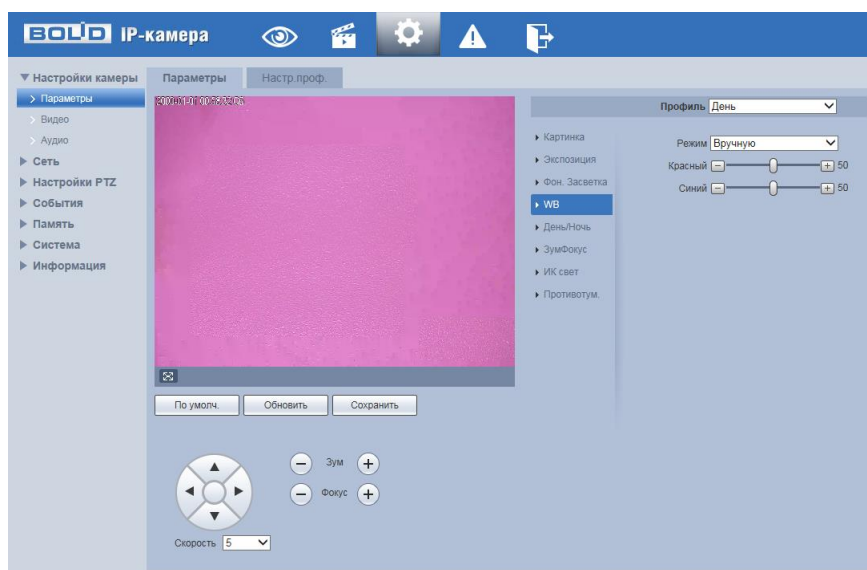 BOLID IP-камера
Настройки камеры
Параметры
Видео
Аудио
Сеть
Настройки PTZ
События
Память
Система
Информация
Параметры
Настр.проф.
По умолч.
Обновить
Сохранить
Зум
Фокус
Скорость 5
Профиль День
Картинка
Экспозиция
Фон. Засветка
WB
День/Ночь
ЗумФокус
ИК свет
Противотум.
Режим Вручную
Красный 50
Синий 50